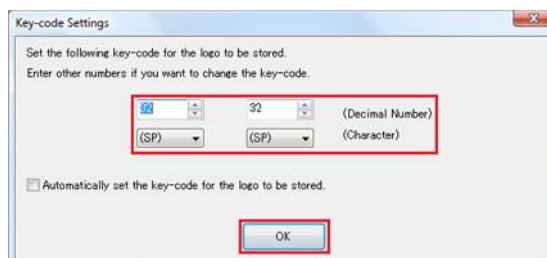 Key-code Settings
Set the following key-code for the logo to be stored.
Enter other numbers if you want to change the key-code.
32 32 (Decimal Number)
(SP) (SP) (Character)
Automatically set the key-code for the logo to be stored.
OK